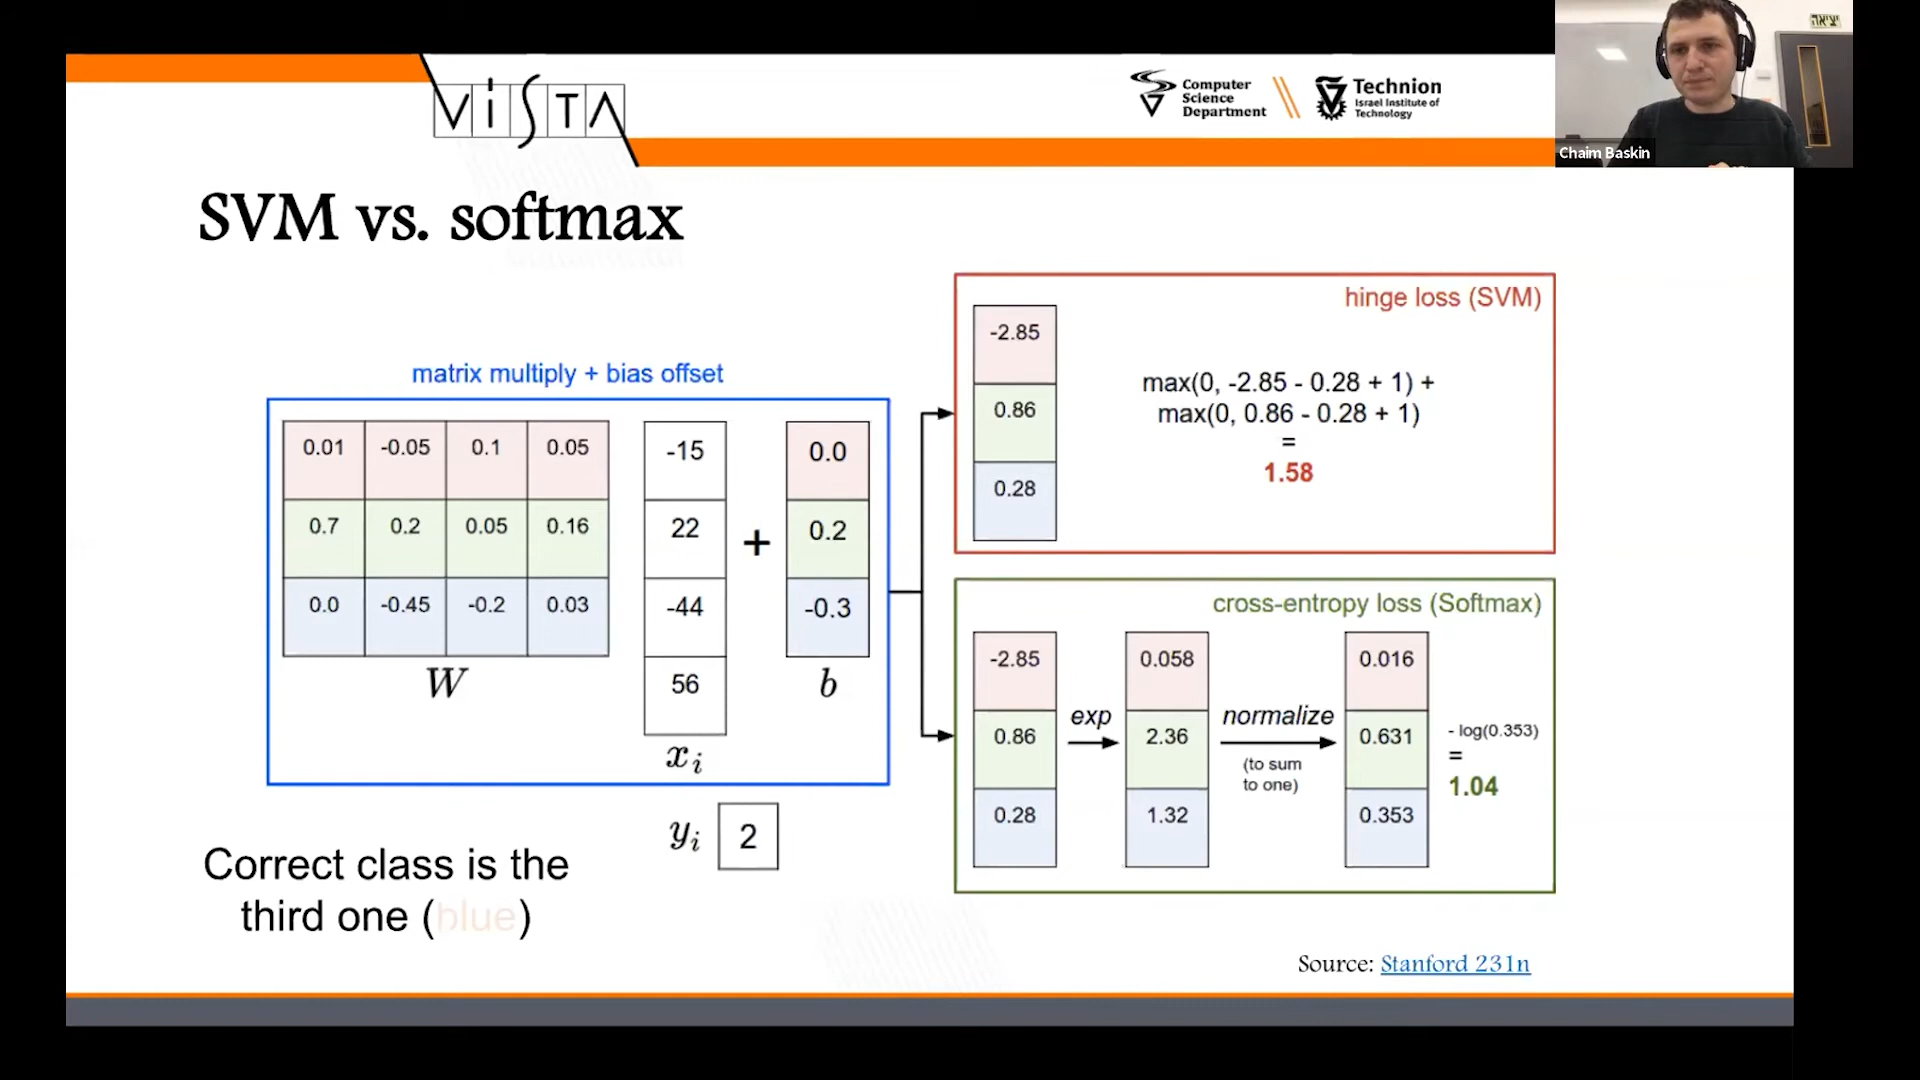 יציאה
Chaim Baskin
VISTA
Computer
Science
Department
Technion
Israel Institute of
Technology
SVM vs. softmax
matrix multiply + bias offset
0.01 -0.05 0.1 0.05
0.7 0.2 0.05 0.16
0.0 -0.45 -0.2 0.03
W
-15
22
-44
56
xi
+
0.0
0.2
-0.3
b
yi 2
Correct class is the
third one (blue)
hinge loss (SVM)
-2.85
0.86
0.28
max(0, -2.85 - 0.28 + 1) +
max(0, 0.86 - 0.28 + 1)
=
1.58
cross-entropy loss (Softmax)
-2.85
0.86
0.28
exp
0.058
2.36
1.32
normalize
(to sum
to one)
0.016
0.631
0.353
- log(0.353)
=
1.04
Source: Stanford 231n